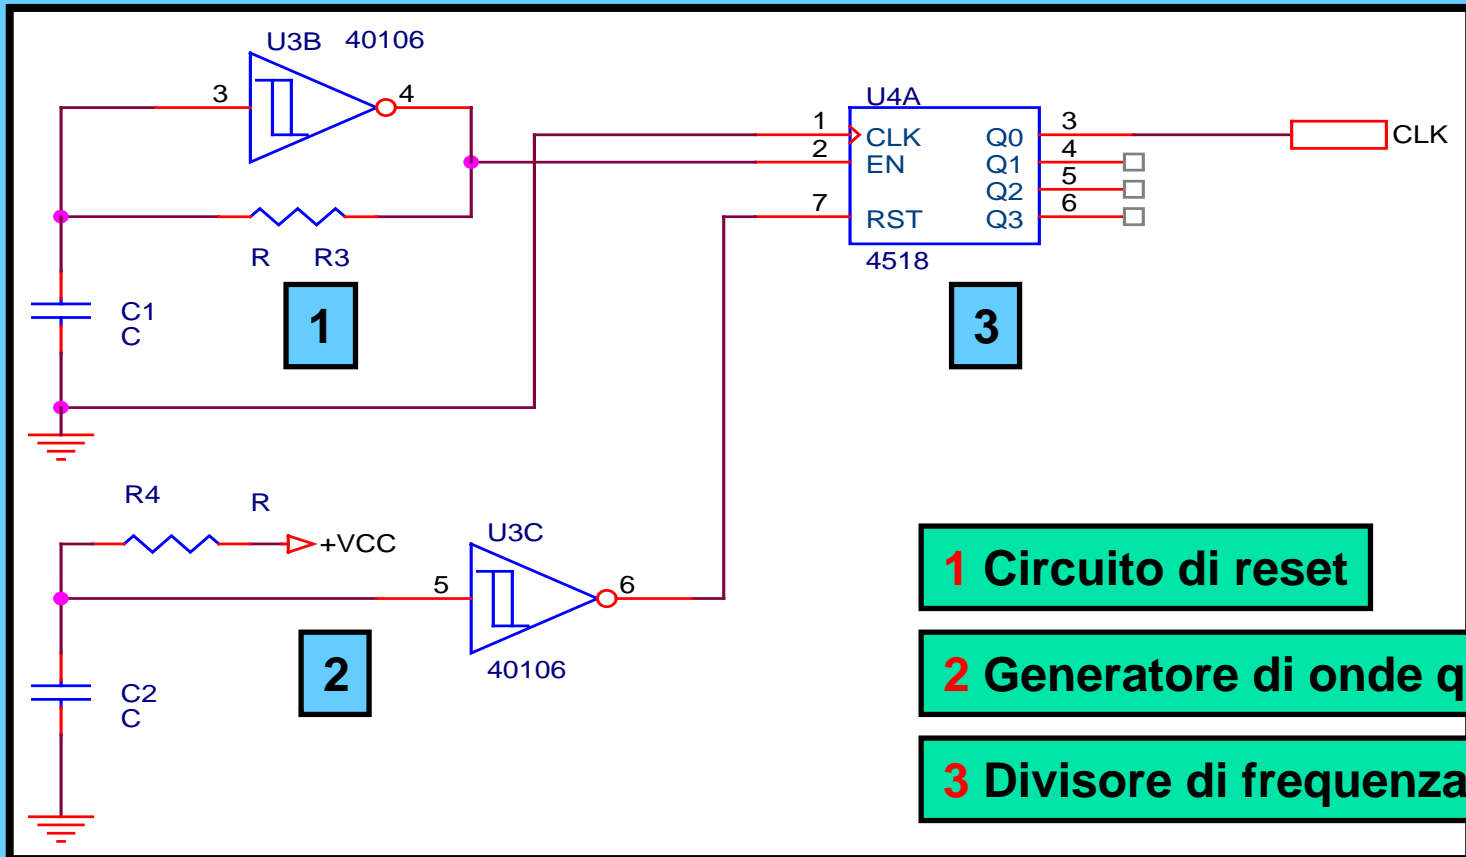 U3B 40106
3
4
R R3
C1
C
1
U4A
1 CLK Q0 3 CLK
2 EN Q1 4
Q2 5
7 RST Q3 6
4518
3
R4 R
+VCC
U3C
5
6
40106
2
C2
C
1 Circuito di reset
2 Generatore di onde q
3 Divisore di frequenza